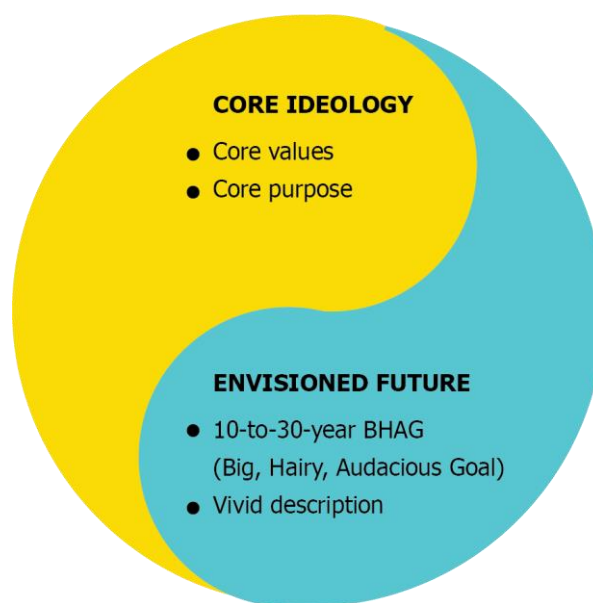 CORE IDEOLOGY
● Core values
● Core purpose
ENVISIONED FUTURE
● 10-to-30-year BHAG
(Big, Hairy, Audacious Goal)
● Vivid description